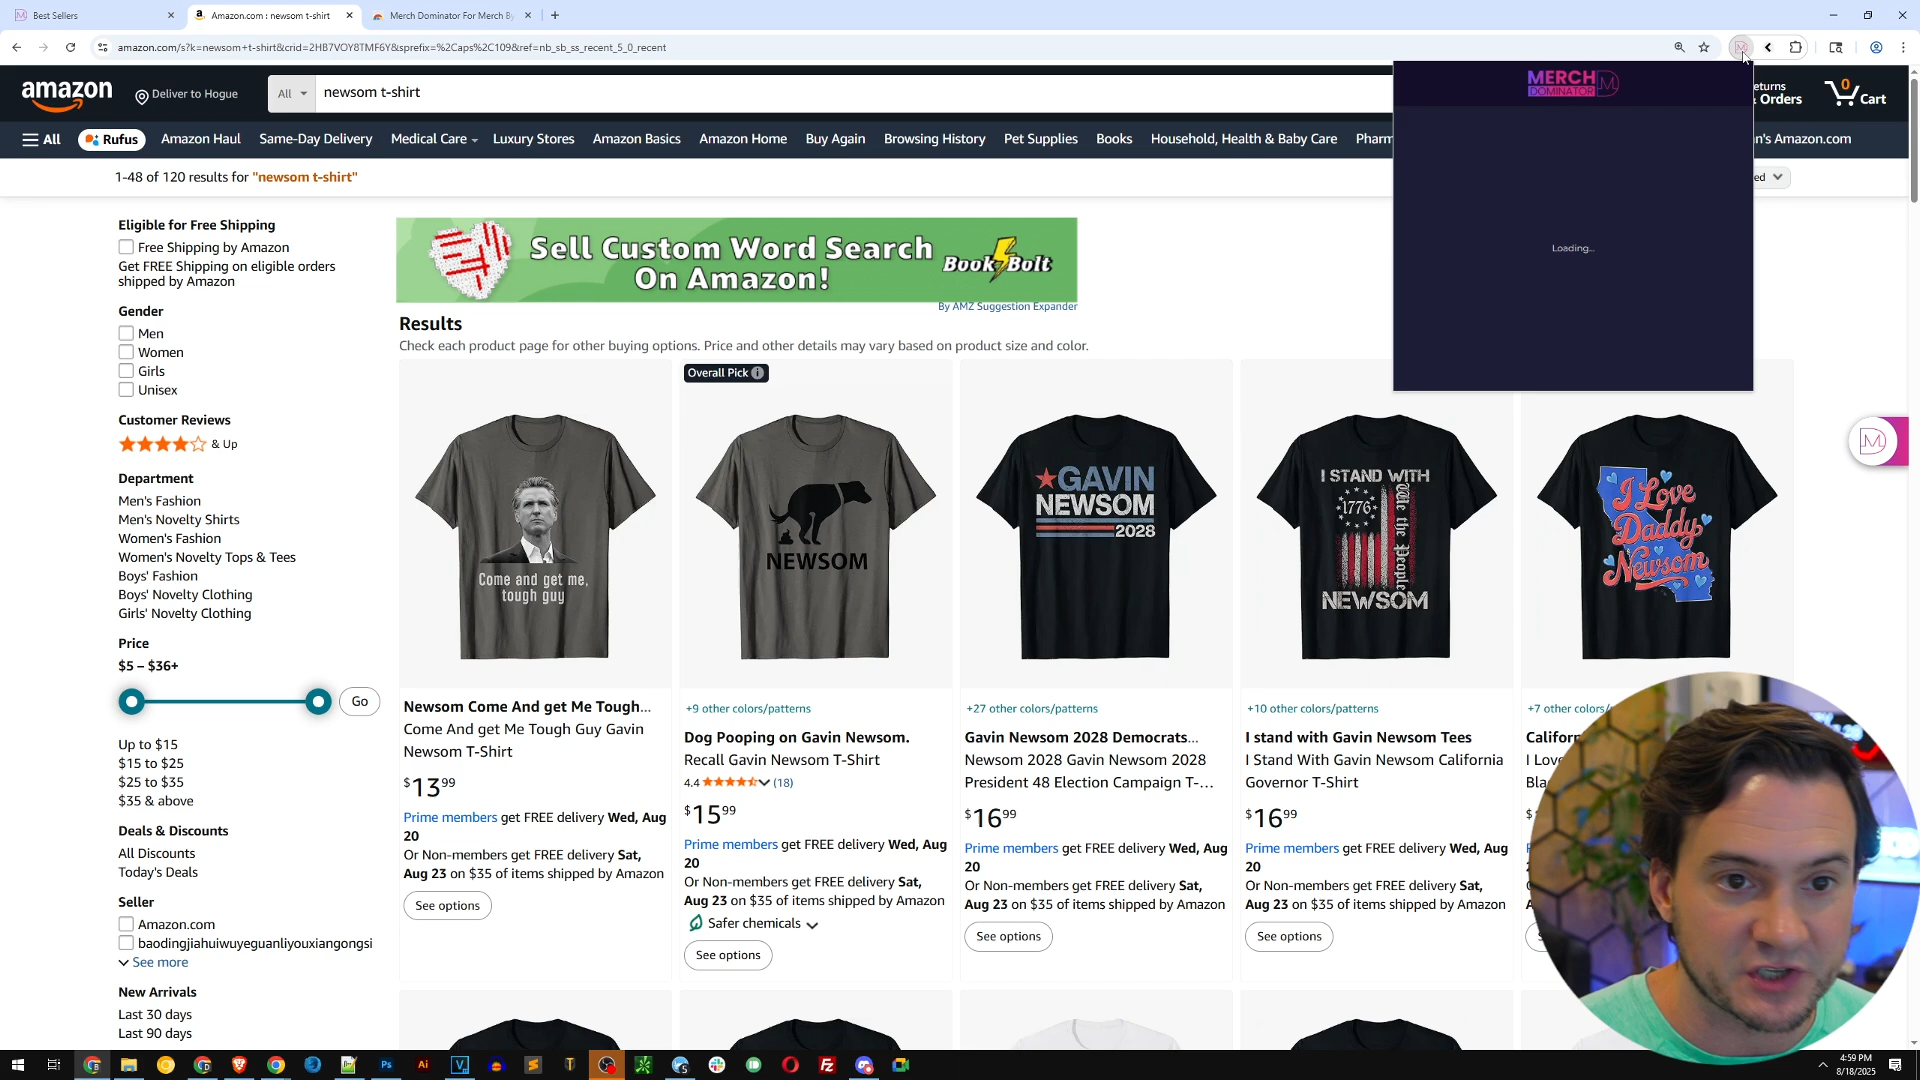 Best Sellers
Amazon.com : newsom t-shirt
Merch Dominator For Merch By
amazon.com/s?k=newsom+t-shirt&crid=2HB7VOY8TMF6Y&sprefix=%2Caps%2C109&ref=nb_sb_ss_recent_5_0_recent
amazon
Deliver to Hogue
All
newsom t-shirt
MERCH
DOMINATOR
eturns
& Orders
0
Cart
All
Rufus
Amazon Haul
Same-Day Delivery
Medical Care
Luxury Stores
Amazon Basics
Amazon Home
Buy Again
Browsing History
Pet Supplies
Books
Household, Health & Baby Care
Pharm
n's Amazon.com
1-48 of 120 results for "newsom t-shirt"
ed
Loading...
Eligible for Free Shipping
Free Shipping by Amazon
Get FREE Shipping on eligible orders
shipped by Amazon
Gender
Men
Women
Girls
Unisex
Customer Reviews
& Up
Department
Men's Fashion
Men's Novelty Shirts
Women's Fashion
Women's Novelty Tops & Tees
Boys' Fashion
Boys' Novelty Clothing
Girls' Novelty Clothing
Price
$5 – $36+
Go
Up to $15
$15 to $25
$25 to $35
$35 & above
Deals & Discounts
All Discounts
Today's Deals
Seller
Amazon.com
baodingjiahuiwuyeguanliyouxiangongsi
See more
New Arrivals
Last 30 days
Last 90 days
Sell Custom Word Search
On Amazon!
Book Bolt
By AMZ Suggestion Expander
Results
Check each product page for other buying options. Price and other details may vary based on product size and color.
Come and get me,
tough guy
Newsom Come And get Me Tough...
Come And get Me Tough Guy Gavin
Newsom T-Shirt
$13 99
Prime members get FREE delivery Wed, Aug
20
Or Non-members get FREE delivery Sat,
Aug 23 on $35 of items shipped by Amazon
See options
Overall Pick
NEWSOM
+9 other colors/patterns
Dog Pooping on Gavin Newsom.
Recall Gavin Newsom T-Shirt
4.4
(18)
$15 99
Prime members get FREE delivery Wed, Aug
20
Or Non-members get FREE delivery Sat,
Aug 23 on $35 of items shipped by Amazon
Safer chemicals
See options
GAVIN
NEWSOM
2028
+27 other colors/patterns
Gavin Newsom 2028 Democrats...
Newsom 2028 Gavin Newsom 2028
President 48 Election Campaign T-...
$16 99
Prime members get FREE delivery Wed, Aug
20
Or Non-members get FREE delivery Sat,
Aug 23 on $35 of items shipped by Amazon
See options
I STAND WITH
1776
We the People
NEWSOM
+10 other colors/patterns
I stand with Gavin Newsom Tees
I Stand With Gavin Newsom California
Governor T-Shirt
$16 99
Prime members get FREE delivery Wed, Aug
20
Or Non-members get FREE delivery Sat,
Aug 23 on $35 of items shipped by Amazon
See options
I Love
Daddy
Newsom
+7 other colors/
Californ
I Love
Blac
4:59 PM
8/18/2025